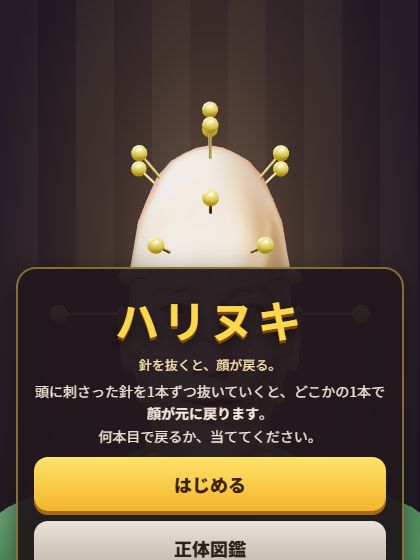 ハリヌキ
針を抜くと、顔が戻る。
頭に刺さった針を1本ずつ抜いていくと、どこかの1本で
顔が元に戻ります。
何本目で戻るか、当ててください。
はじめる
正体図鑑